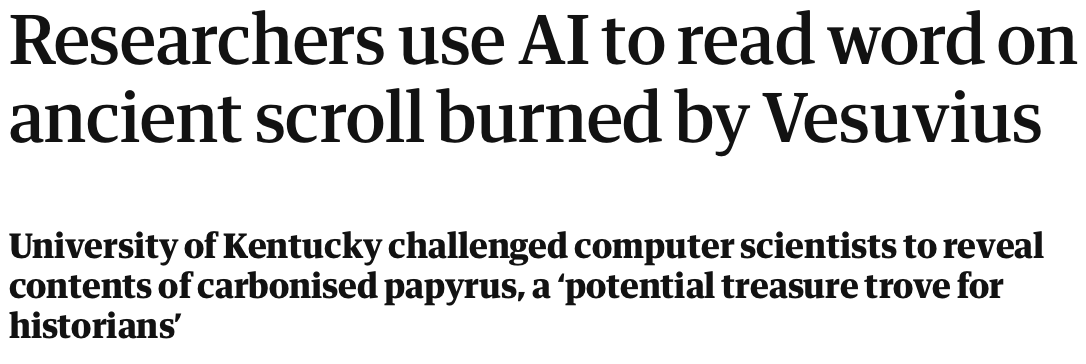 Researchers use AI to read word on
ancient scroll burned by Vesuvius
University of Kentucky challenged computer scientists to reveal
contents of carbonised papyrus, a ‘potential treasure trove for
historians’